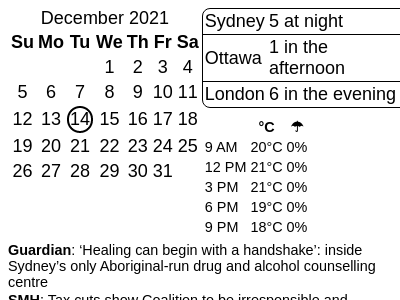 December 2021
Su Mo Tu We Th Fr Sa
1 2 3 4
5 6 7 8 9 10 11
12 13 14 15 16 17 18
19 20 21 22 23 24 25
26 27 28 29 30 31
Sydney 5 at night
Ottawa 1 in the
afternoon
London 6 in the evening
°C ☂
9 AM 20°C 0%
12 PM 21°C 0%
3 PM 21°C 0%
6 PM 19°C 0%
9 PM 18°C 0%
Guardian: ‘Healing can begin with a handshake’: inside
Sydney’s only Aboriginal-run drug and alcohol counselling
centre
SMH: Tax cuts show Coalition to be irresponsible and